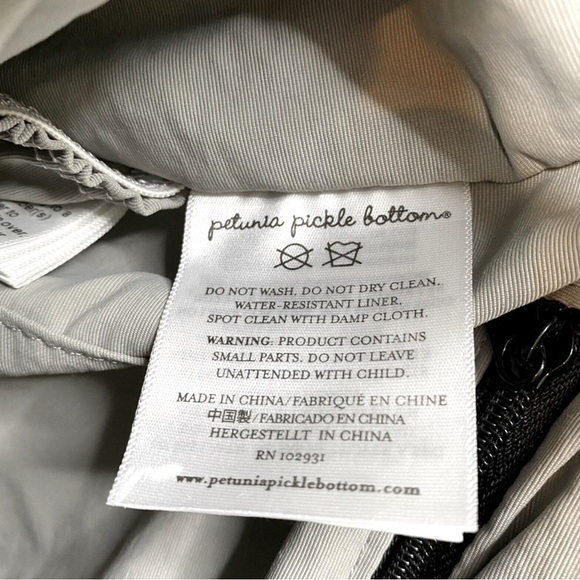 petunia pickle bottom®
DO NOT WASH, DO NOT DRY CLEAN.
WATER-RESISTANT LINER.
SPOT CLEAN WITH DAMP CLOTH.
WARNING: PRODUCT CONTAINS
SMALL PARTS. DO NOT LEAVE
UNATTENDED WITH CHILD.
MADE IN CHINA/FABRIQUÉ EN CHINE
中国製/FABRICADO EN CHINA
HERGESTELLT IN CHINA
RN 102931
www.petuniapicklebottom.com
to
over